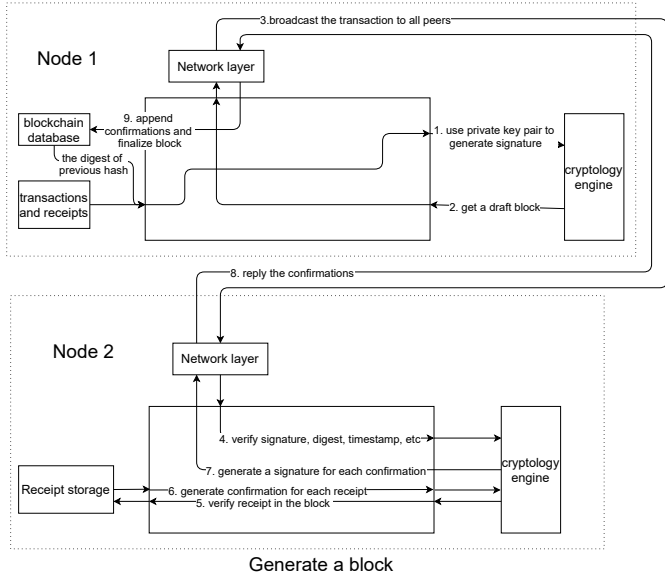 3.broadcast the transaction to all peers
Node 1
Network layer
9. append
confirmations and
finalize block
blockchain
database
1. use private key pair to
generate signature
the digest of
previous hash
cryptology
engine
transactions
and receipts
2. get a draft block
8. reply the confirmations
Node 2
Network layer
4. verify signature, digest, timestamp, etc
7. generate a signature for each confirmation
cryptology
engine
Receipt storage
6. generate confirmation for each receipt
5. verify receipt in the block
Generate a block